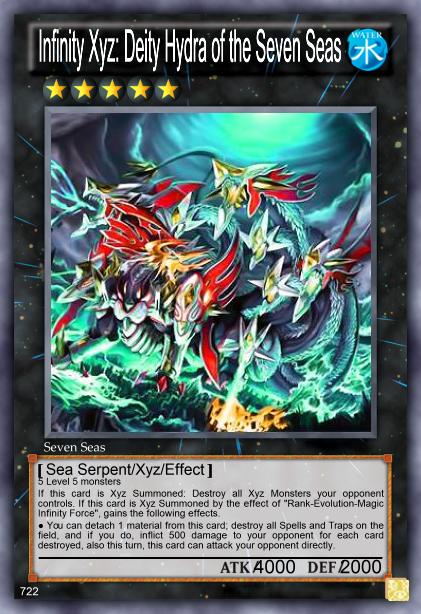 Infinity Xyz: Deity Hydra of the Seven Seas
WATER
水
Seven Seas
[ Sea Serpent/Xyz/Effect ]
5 Level 5 monsters
If this card is Xyz Summoned: Destroy all Xyz Monsters your opponent
controls. If this card is Xyz Summoned by the effect of "Rank-Evolution-Magic
Infinity Force", gains the following effects.
● You can detach 1 material from this card; destroy all Spells and Traps on the
field, and if you do, inflict 500 damage to your opponent for each card
destroyed, also this turn, this card can attack your opponent directly.
ATK/4000 DEF/2000
722